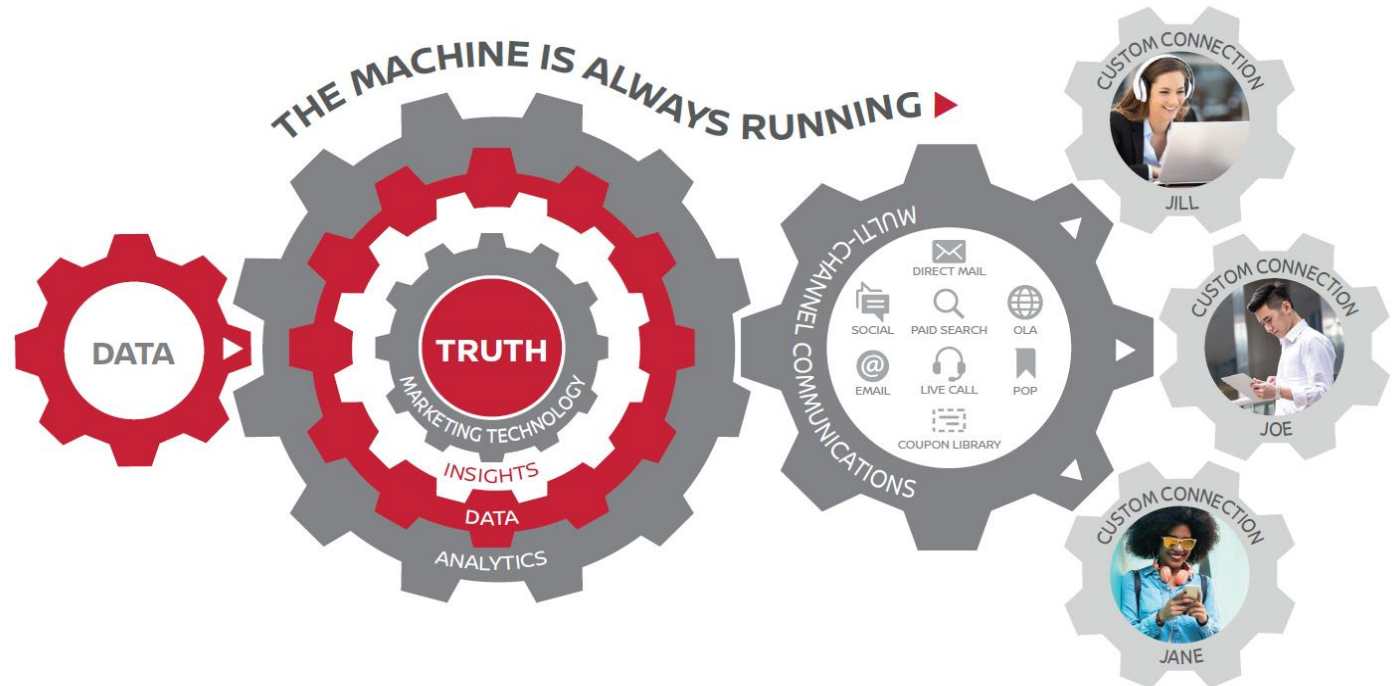 THE MACHINE IS ALWAYS RUNNING
DATA
TRUTH
MARKETING TECHNOLOGY
INSIGHTS
DATA
ANALYTICS
MULTI-CHANNEL COMMUNICATIONS
DIRECT MAIL
SOCIAL
PAID SEARCH
OLA
EMAIL
LIVE CALL
POP
COUPON LIBRARY
CUSTOM CONNECTION
JILL
CUSTOM CONNECTION
JOE
CUSTOM CONNECTION
JANE